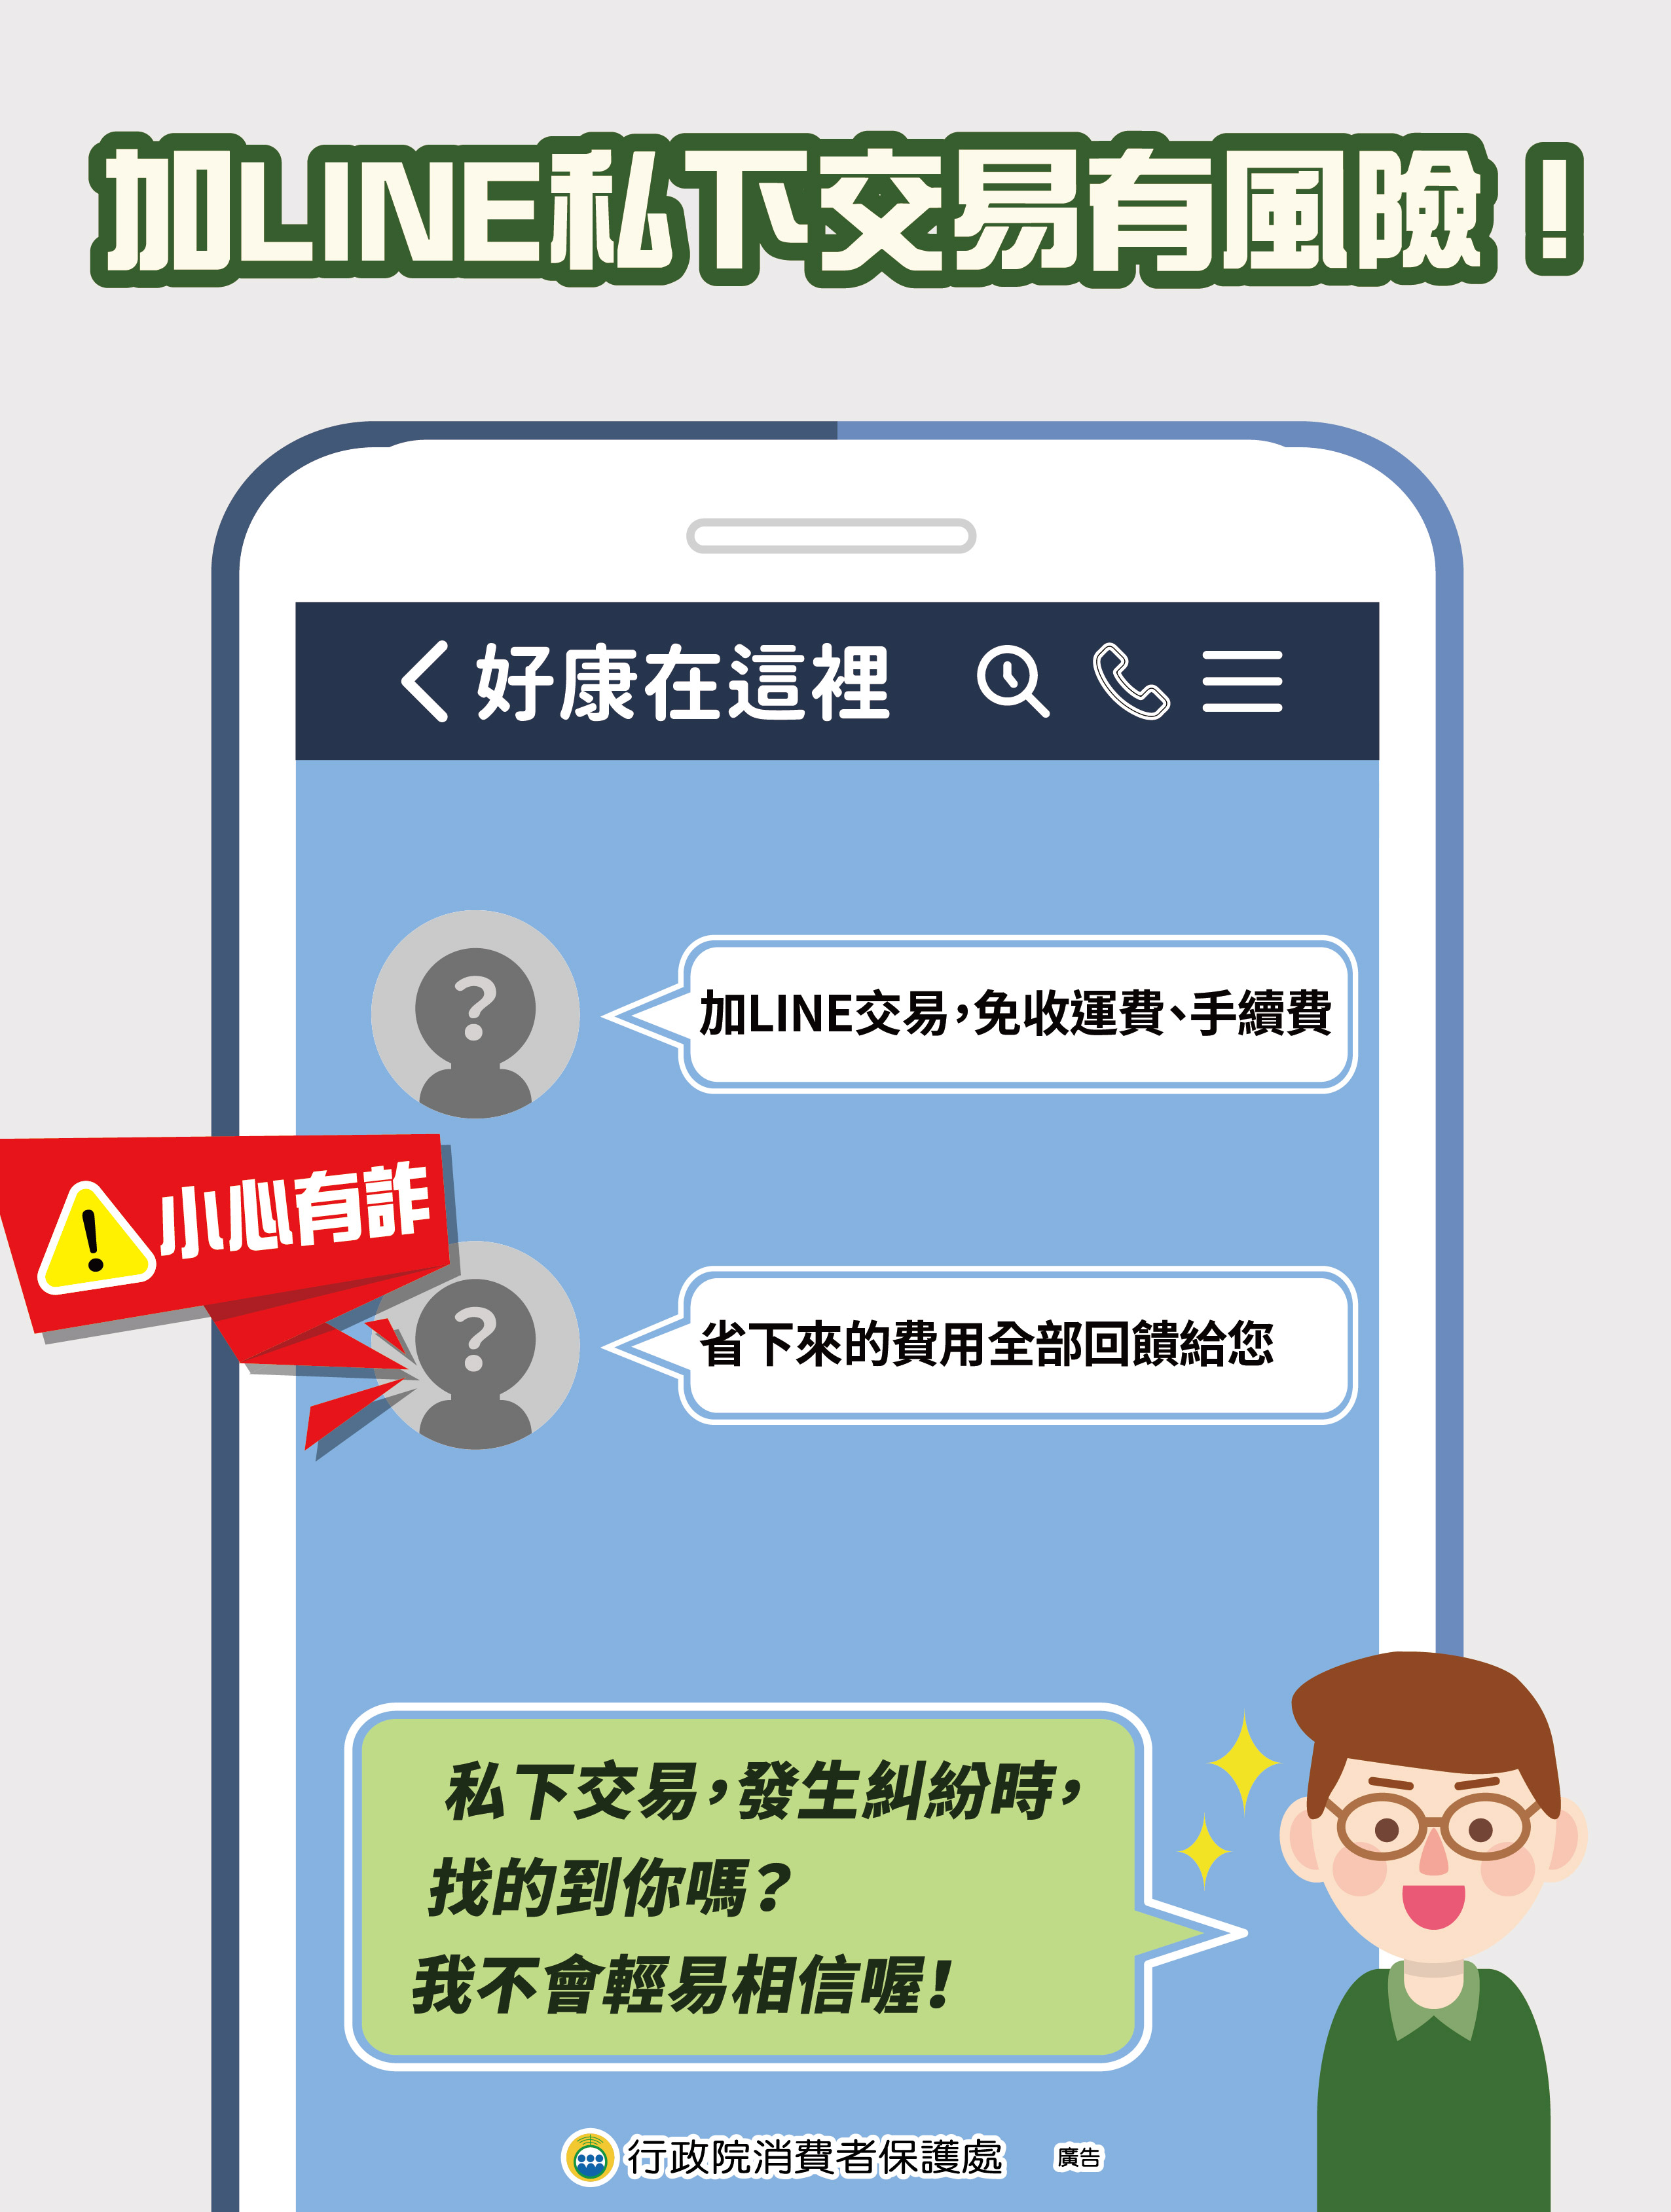 加LINE私下交易有風險！
好康在這裡
?
加LINE交易，免收運費、手續費
小心有詐
?
省下來的費用全部回饋給您
私下交易，發生糾紛時，
找的到你嗎？
我不會輕易相信喔！
行政院消費者保護處 廣告